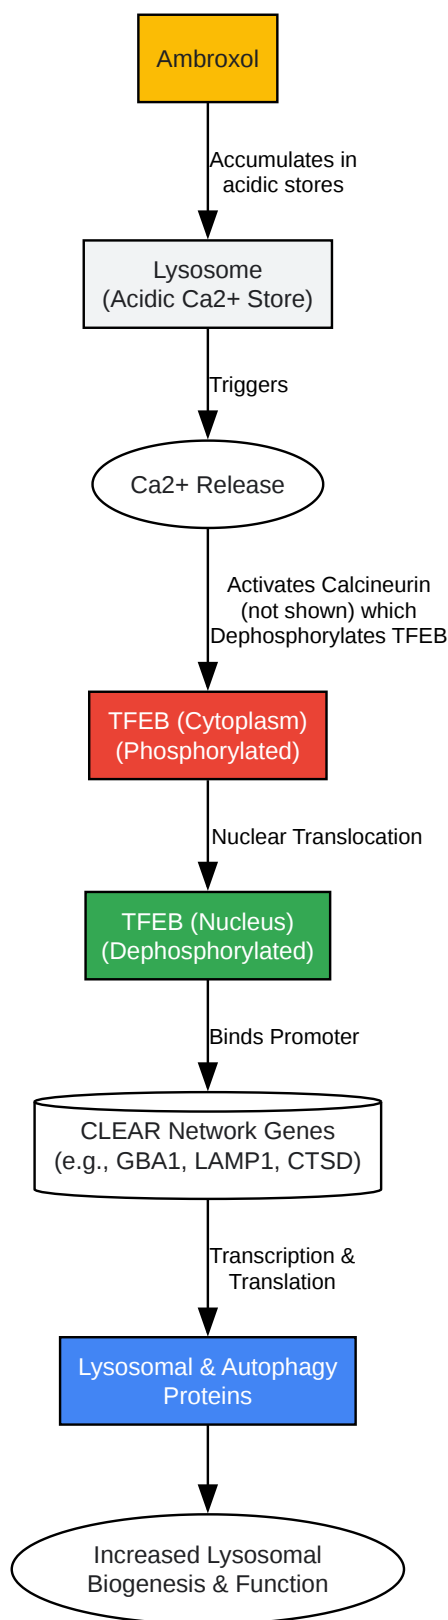 Ambroxol
Accumulates in
acidic stores
Lysosome
(Acidic Ca2+ Store)
Triggers
Ca2+ Release
Activates Calcineurin
(not shown) which
Dephosphorylates TFEB
TFEB (Cytoplasm)
(Phosphorylated)
Nuclear Translocation
TFEB (Nucleus)
(Dephosphorylated)
Binds Promoter
CLEAR Network Genes
(e.g., GBA1, LAMP1, CTSD)
Transcription &
Translation
Lysosomal & Autophagy
Proteins
Increased Lysosomal
Biogenesis & Function